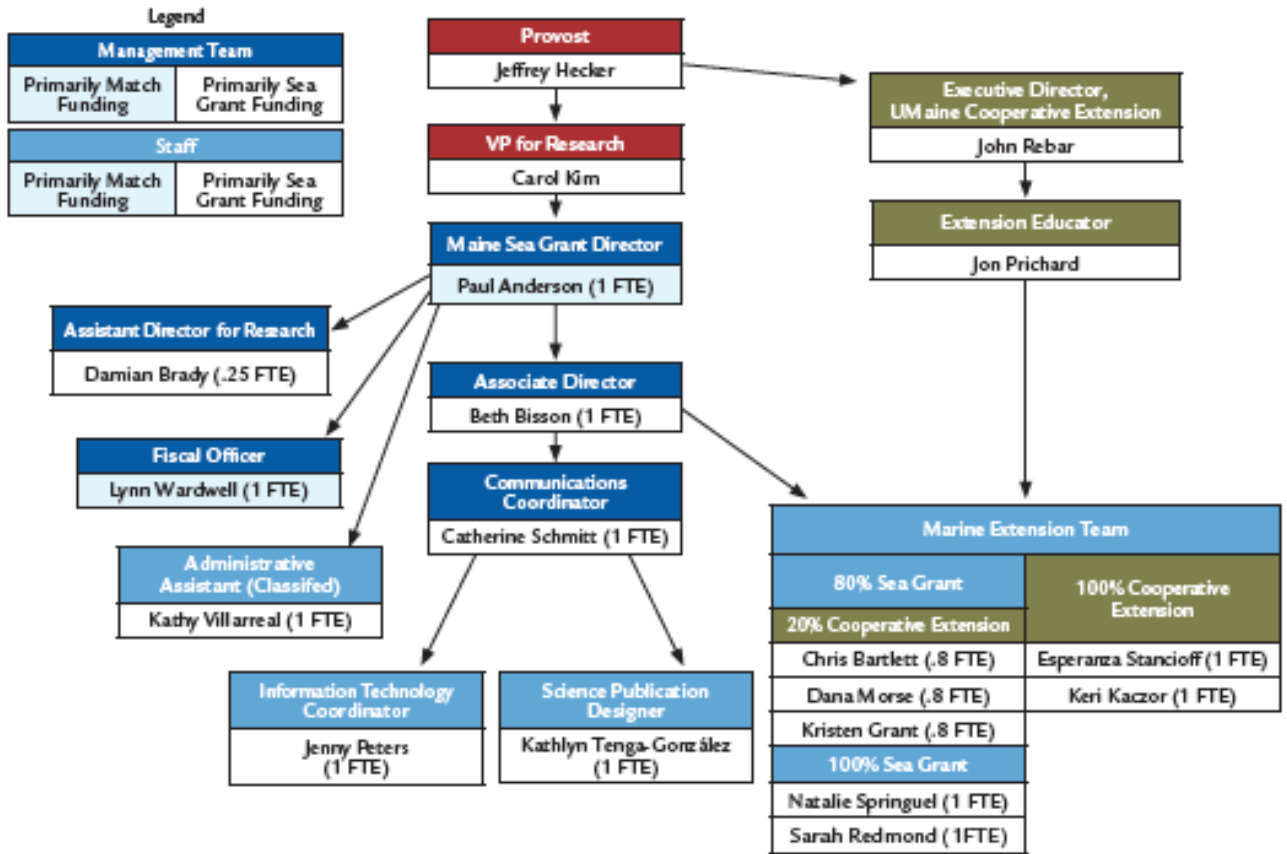 Legend
Management Team
Primarily Match
Funding
Primarily Sea
Grant Funding
Staff
Primarily Match
Funding
Primarily Sea
Grant Funding
Provost
Jeffrey Hecker
VP for Research
Carol Kim
Executive Director,
UMaine Cooperative Extension
John Rebar
Extension Educator
Jon Prichard
Maine Sea Grant Director
Paul Anderson (1 FTE)
Assistant Director for Research
Damian Brady (.25 FTE)
Associate Director
Beth Bisson (1 FTE)
Fiscal Officer
Lynn Wardwell (1 FTE)
Communications
Coordinator
Catherine Schmitt (1 FTE)
Administrative
Assistant (Classifed)
Kathy Villarreal (1 FTE)
Information Technology
Coordinator
Jenny Peters
(1 FTE)
Science Publication
Designer
Kathlyn Tenga-González
(1 FTE)
Marine Extension Team
80% Sea Grant
20% Cooperative Extension
Chris Bartlett (.8 FTE)
Dana Morse (.8 FTE)
Kristen Grant (.8 FTE)
100% Sea Grant
Natalie Springuel (1 FTE)
Sarah Redmond (1FTE)
100% Cooperative
Extension
Esperanza Stancioff (1 FTE)
Keri Kaczor (1 FTE)